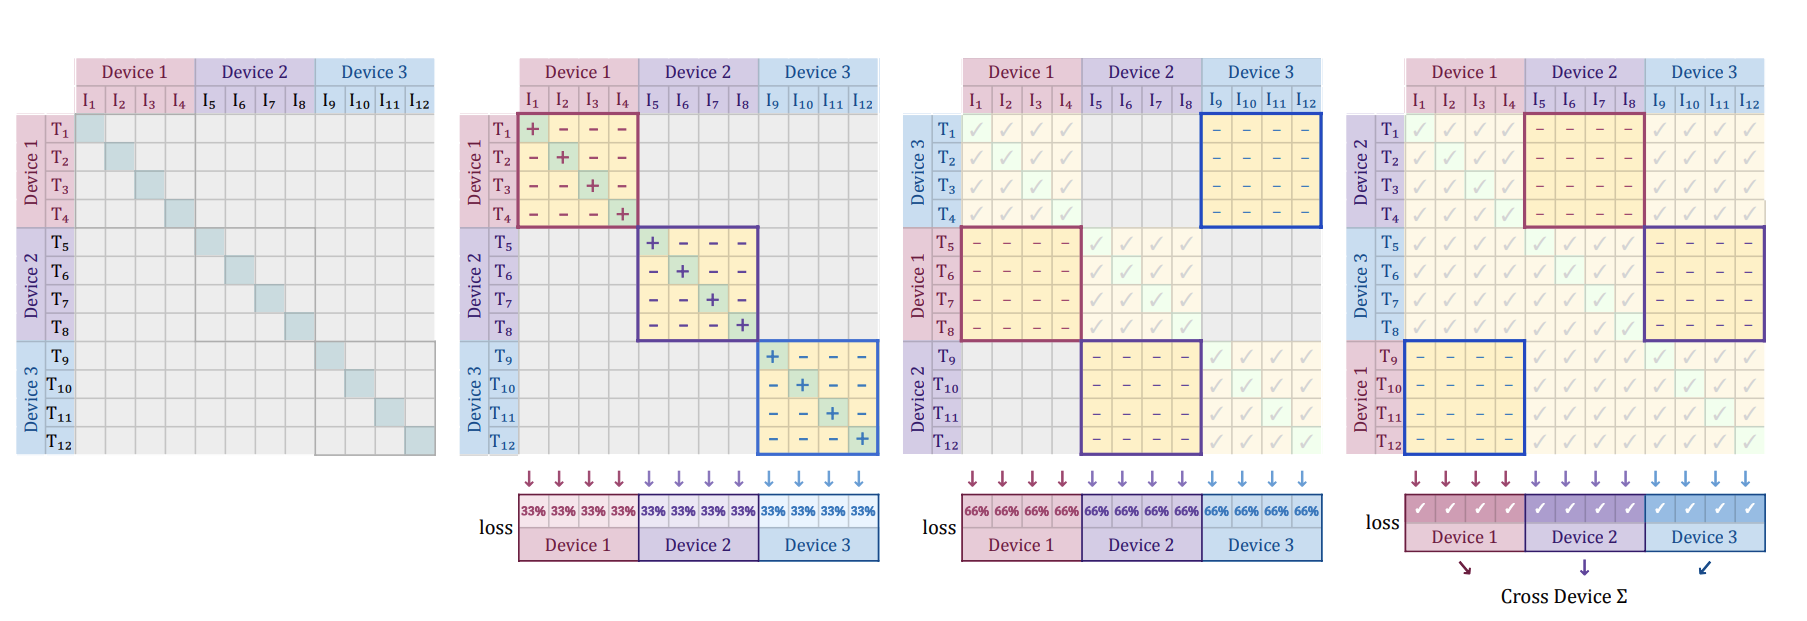 Device 1 Device 2 Device 3
I₁ I₂ I₃ I₄ I₅ I₆ I₇ I₈ I₉ I₁₀ I₁₁ I₁₂
Device 1
T₁
T₂
T₃
T₄
Device 2
T₅
T₆
T₇
T₈
Device 3
T₉
T₁₀
T₁₁
T₁₂
Device 1 Device 2 Device 3
I₁ I₂ I₃ I₄ I₅ I₆ I₇ I₈ I₉ I₁₀ I₁₁ I₁₂
Device 1
T₁ + − − −
T₂ − + − −
T₃ − − + −
T₄ − − − +
Device 2
T₅ + − − −
T₆ − + − −
T₇ − − + −
T₈ − − − +
Device 3
T₉ + − − −
T₁₀ − + − −
T₁₁ − − + −
T₁₂ − − − +
↓ ↓ ↓ ↓ ↓ ↓ ↓ ↓ ↓ ↓ ↓ ↓
loss
33% 33% 33% 33% 33% 33% 33% 33% 33% 33% 33% 33%
Device 1 Device 2 Device 3
Device 1 Device 2 Device 3
I₁ I₂ I₃ I₄ I₅ I₆ I₇ I₈ I₉ I₁₀ I₁₁ I₁₂
Device 3
T₁ ✓ ✓ ✓ ✓ − − − −
T₂ ✓ ✓ ✓ ✓ − − − −
T₃ ✓ ✓ ✓ ✓ − − − −
T₄ ✓ ✓ ✓ ✓ − − − −
Device 1
T₅ − − − − ✓ ✓ ✓ ✓
T₆ − − − − ✓ ✓ ✓ ✓
T₇ − − − − ✓ ✓ ✓ ✓
T₈ − − − − ✓ ✓ ✓ ✓
Device 2
T₉ − − − − ✓ ✓ ✓ ✓
T₁₀ − − − − ✓ ✓ ✓ ✓
T₁₁ − − − − ✓ ✓ ✓ ✓
T₁₂ − − − − ✓ ✓ ✓ ✓
↓ ↓ ↓ ↓ ↓ ↓ ↓ ↓ ↓ ↓ ↓ ↓
loss
66% 66% 66% 66% 66% 66% 66% 66% 66% 66% 66% 66%
Device 1 Device 2 Device 3
Device 1 Device 2 Device 3
I₁ I₂ I₃ I₄ I₅ I₆ I₇ I₈ I₉ I₁₀ I₁₁ I₁₂
Device 2
T₁ ✓ ✓ ✓ ✓ − − − − ✓ ✓ ✓ ✓
T₂ ✓ ✓ ✓ ✓ − − − − ✓ ✓ ✓ ✓
T₃ ✓ ✓ ✓ ✓ − − − − ✓ ✓ ✓ ✓
T₄ ✓ ✓ ✓ ✓ − − − − ✓ ✓ ✓ ✓
Device 3
T₅ ✓ ✓ ✓ ✓ ✓ ✓ ✓ ✓ − − − −
T₆ ✓ ✓ ✓ ✓ ✓ ✓ ✓ ✓ − − − −
T₇ ✓ ✓ ✓ ✓ ✓ ✓ ✓ ✓ − − − −
T₈ ✓ ✓ ✓ ✓ ✓ ✓ ✓ ✓ − − − −
Device 1
T₉ − − − − ✓ ✓ ✓ ✓ ✓ ✓ ✓ ✓
T₁₀ − − − − ✓ ✓ ✓ ✓ ✓ ✓ ✓ ✓
T₁₁ − − − − ✓ ✓ ✓ ✓ ✓ ✓ ✓ ✓
T₁₂ − − − − ✓ ✓ ✓ ✓ ✓ ✓ ✓ ✓
↓ ↓ ↓ ↓ ↓ ↓ ↓ ↓ ↓ ↓ ↓ ↓
loss
✓ ✓ ✓ ✓ ✓ ✓ ✓ ✓ ✓ ✓ ✓ ✓
Device 1 Device 2 Device 3
↘ ↓ ↙
Cross Device Σ